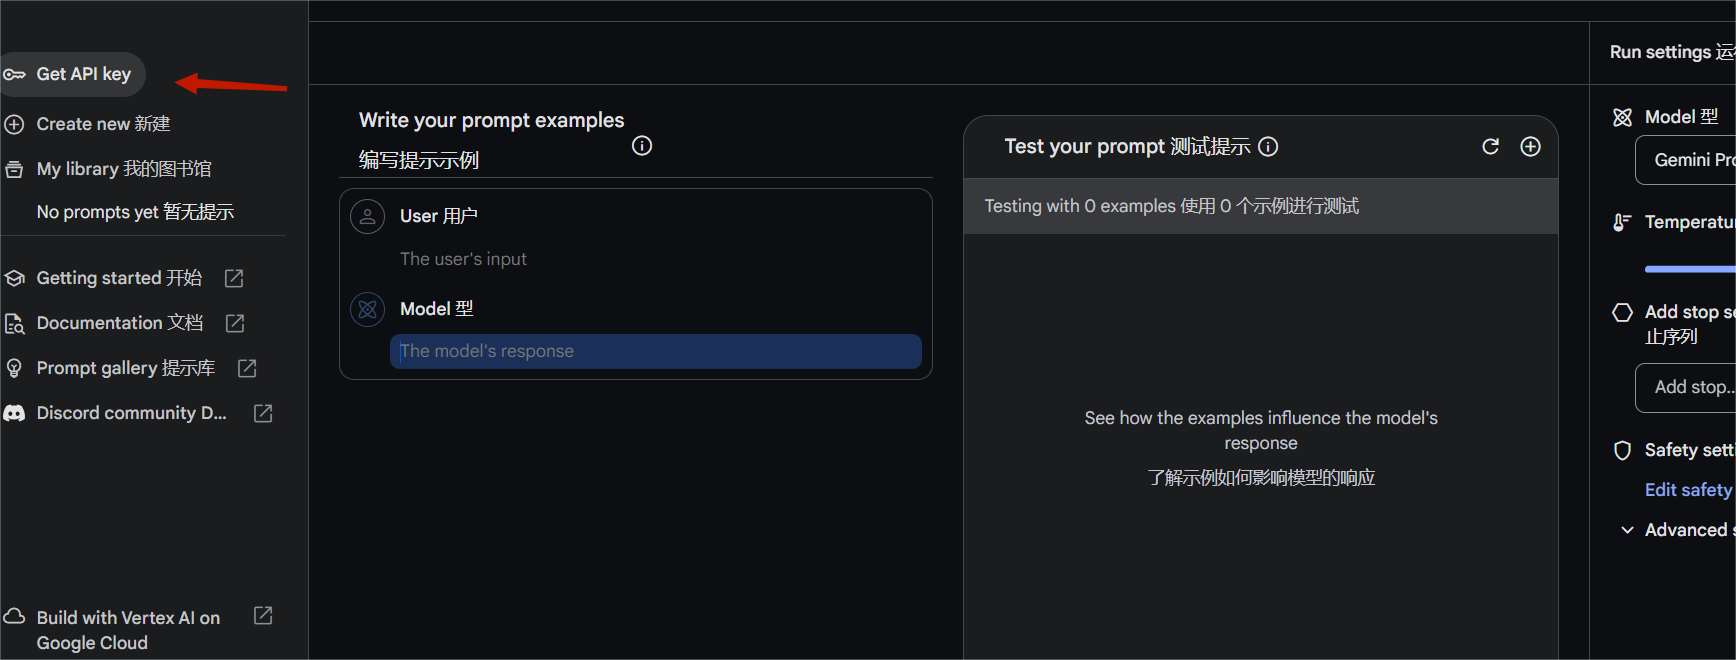 Get API key
Create new 新建
My library 我的图书馆
No prompts yet 暂无提示
Getting started 开始
Documentation 文档
Prompt gallery 提示库
Discord community D...
Build with Vertex AI on
Google Cloud
Write your prompt examples
编写提示示例
User 用户
The user's input
Model 型
The model's response
Test your prompt 测试提示
Testing with 0 examples 使用 0 个示例进行测试
See how the examples influence the model's
response
了解示例如何影响模型的响应
Run settings 运
Model 型
Gemini Pro
Temperatu
Add stop se
止序列
Add stop...
Safety setti
Edit safety
Advanced s